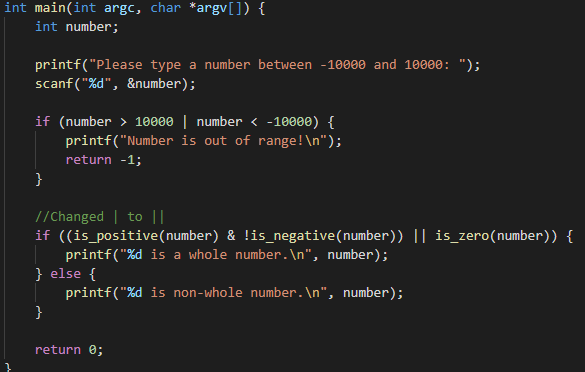 int main(int argc, char *argv[]) {
int number;
printf("Please type a number between -10000 and 10000: ");
scanf("%d", &number);
if (number > 10000 | number < -10000) {
printf("Number is out of range!\n");
return -1;
}
//Changed | to ||
if ((is_positive(number) & !is_negative(number)) || is_zero(number)) {
printf("%d is a whole number.\n", number);
} else {
printf("%d is non-whole number.\n", number);
}
return 0;
}